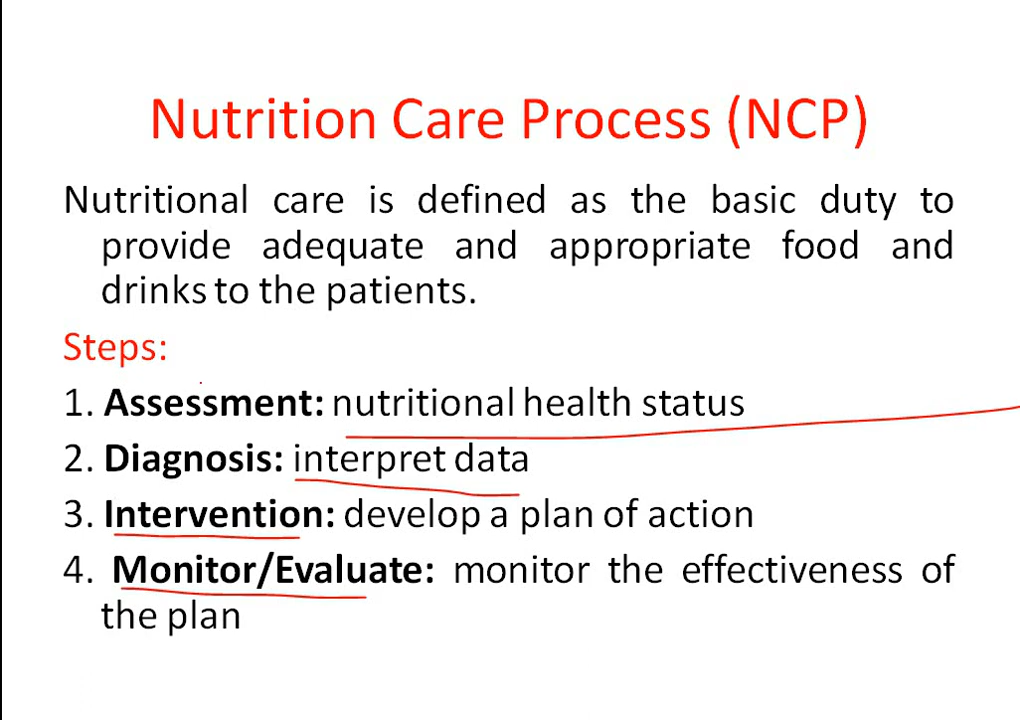 Nutrition Care Process (NCP)
Nutritional care is defined as the basic duty to
provide adequate and appropriate food and
drinks to the patients.
Steps:
1. Assessment: nutritional health status
2. Diagnosis: interpret data
3. Intervention: develop a plan of action
4. Monitor/Evaluate: monitor the effectiveness of
the plan